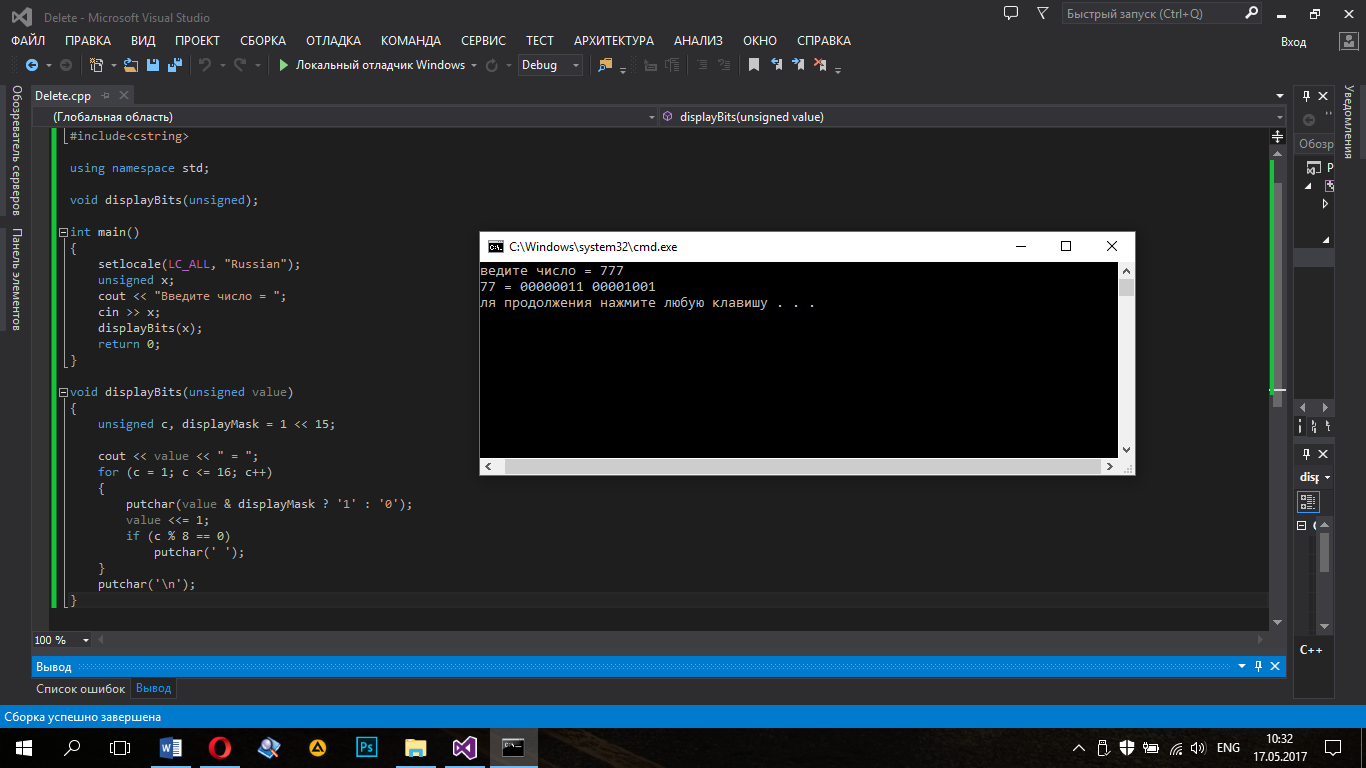 Delete - Microsoft Visual Studio
Быстрый запуск (Ctrl+Q)
ФАЙЛ ПРАВКА ВИД ПРОЕКТ СБОРКА ОТЛАДКА КОМАНДА СЕРВИС ТЕСТ АРХИТЕКТУРА АНАЛИЗ ОКНО СПРАВКА
Вход
Локальный отладчик Windows
Debug
Обозреватель серверов
Панель элементов
Delete.cpp
(Глобальная область)
displayBits(unsigned value)
#include<cstring>
using namespace std;
void displayBits(unsigned);
int main()
{
setlocale(LC_ALL, "Russian");
unsigned x;
cout << "Введите число = ";
cin >> x;
displayBits(x);
return 0;
}
void displayBits(unsigned value)
{
unsigned c, displayMask = 1 << 15;
cout << value << " = ";
for (c = 1; c <= 16; c++)
{
putchar(value & displayMask ? '1' : '0');
value <<= 1;
if (c % 8 == 0)
putchar(' ');
}
putchar('\n');
}
C:\Windows\system32\cmd.exe
ведите число = 777
77 = 00000011 00001001
ля продолжения нажмите любую клавишу . . .
Обозр
P
disp
C++
Уведомления
100 %
Вывод
Список ошибок
Вывод
Сборка успешно завершена
Ps
ENG
10:32
17.05.2017